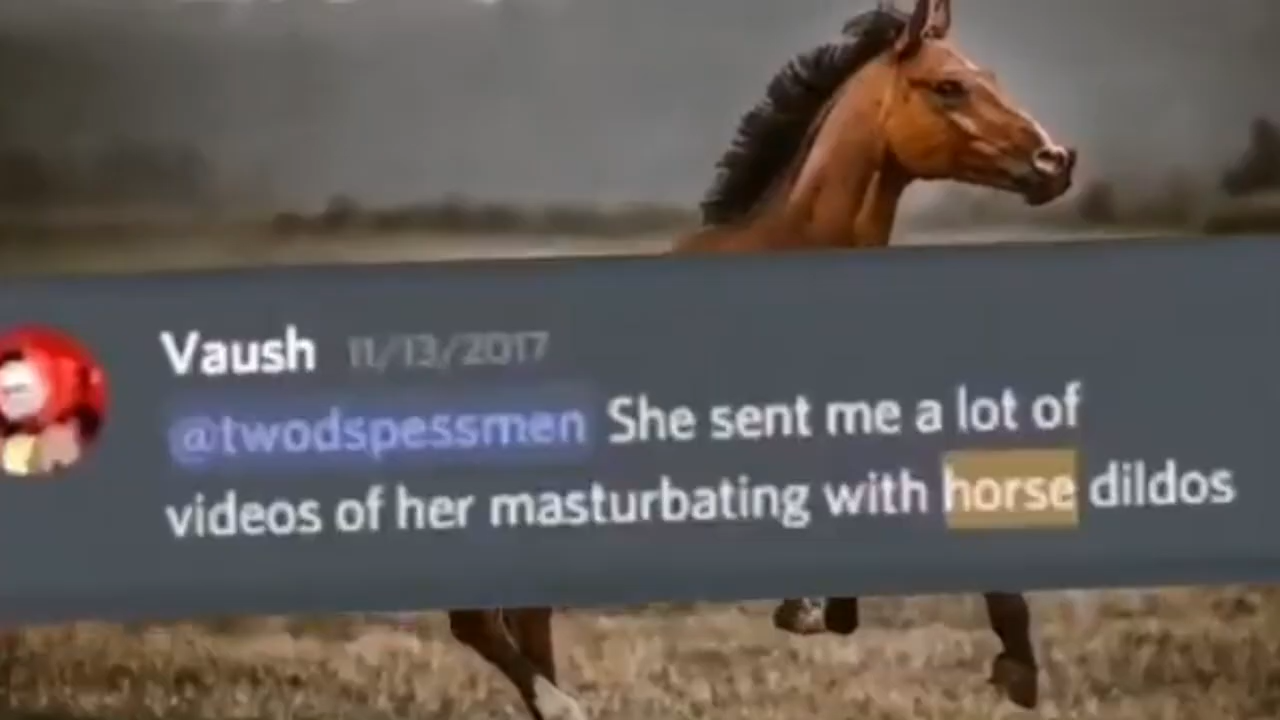 Vaush 11/13/2017
@twodspessmen She sent me a lot of
videos of her masturbating with horse dildos